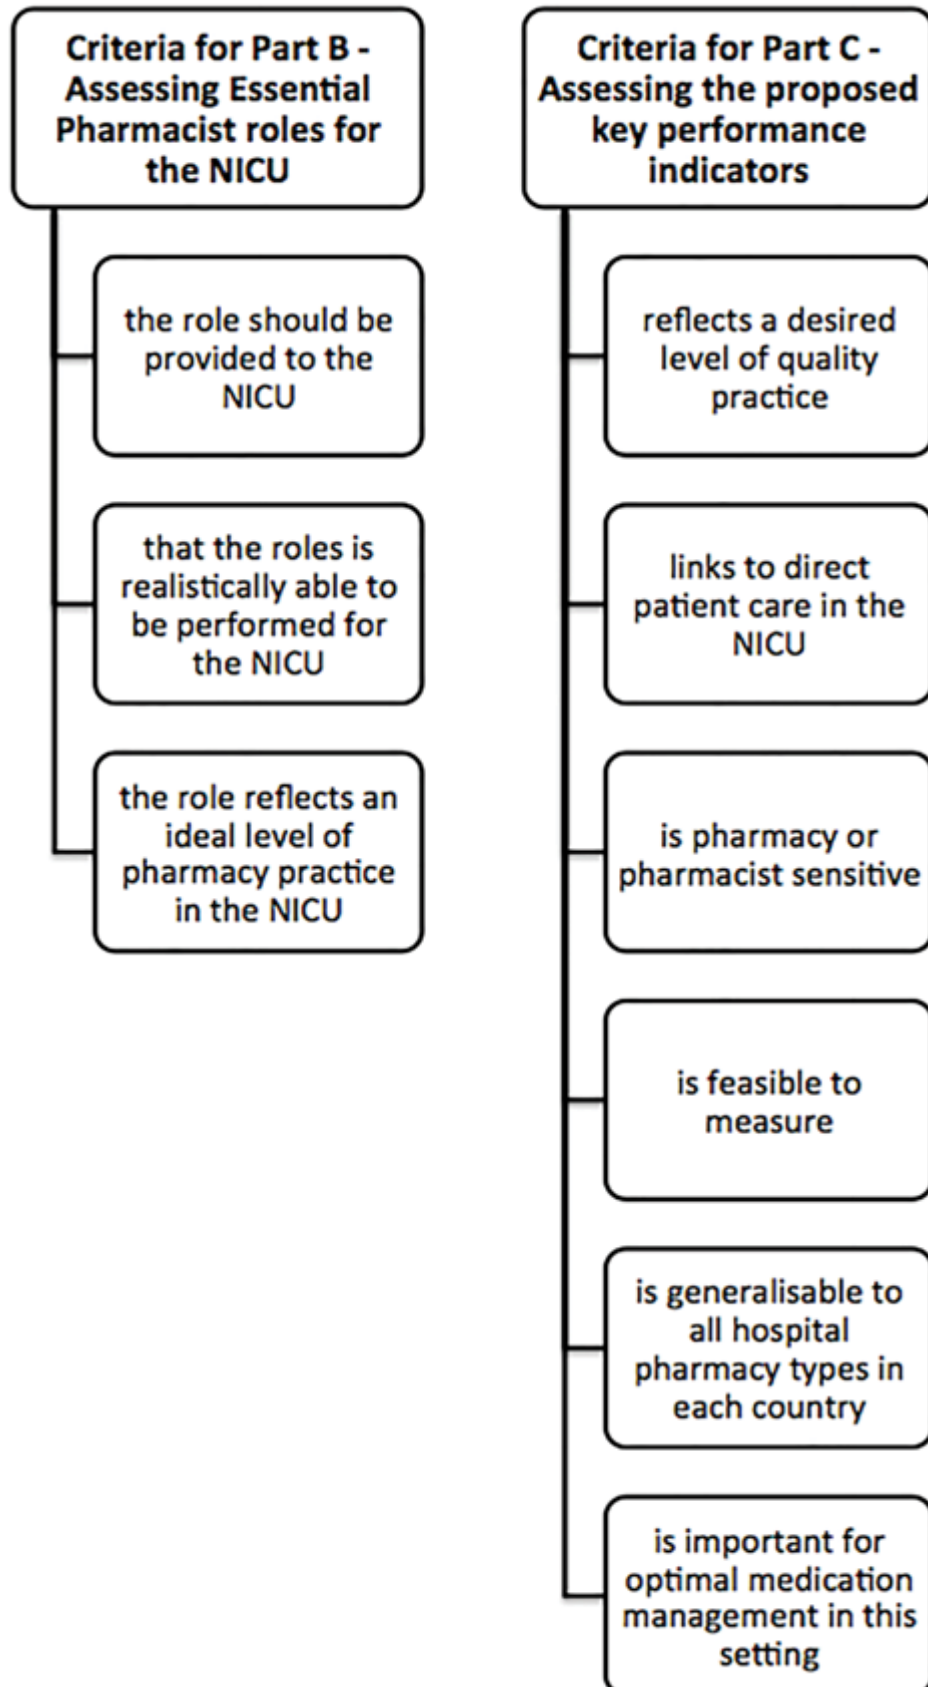 Criteria for Part B -
Assessing Essential
Pharmacist roles for
the NICU
the role should be
provided to the
NICU
that the roles is
realistically able to
be performed for
the NICU
the role reflects an
ideal level of
pharmacy practice
in the NICU
Criteria for Part C -
Assessing the proposed
key performance
indicators
reflects a desired
level of quality
practice
links to direct
patient care in the
NICU
is pharmacy or
pharmacist sensitive
is feasible to
measure
is generalisable to
all hospital
pharmacy types in
each country
is important for
optimal medication
management in this
setting